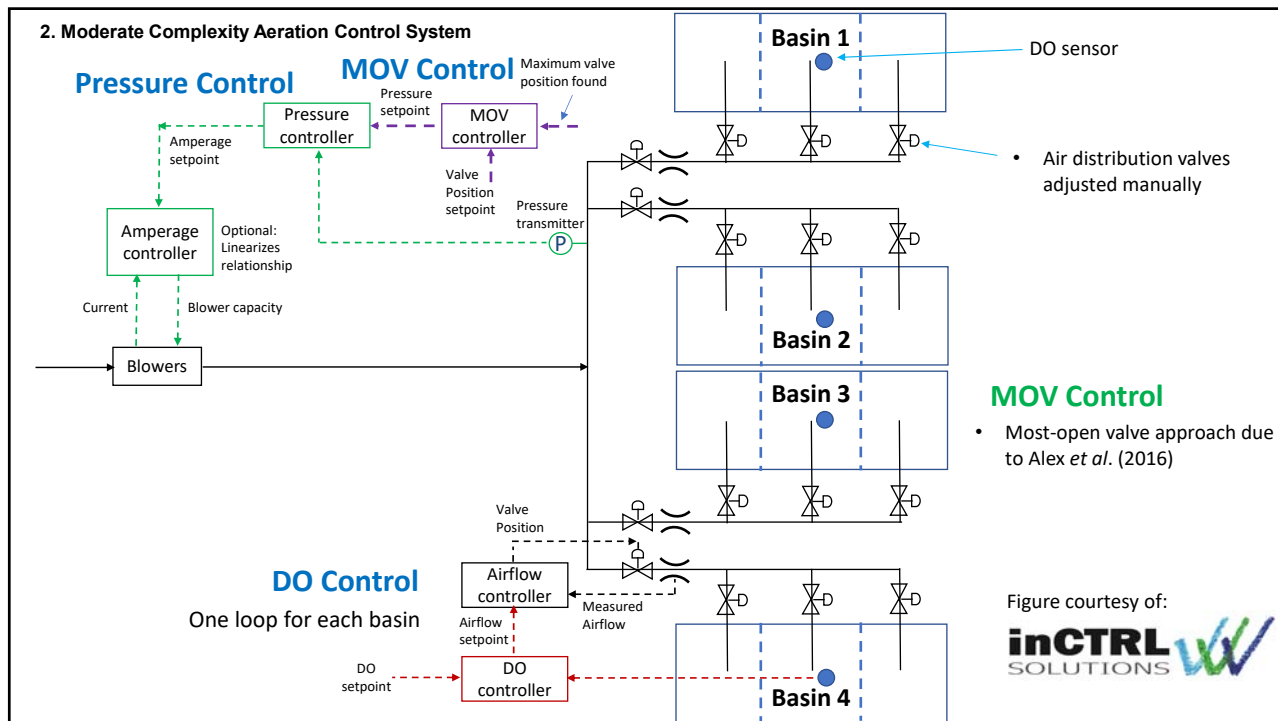 2. Moderate Complexity Aeration Control System
Pressure Control
MOV Control
Maximum valve
position found
Pressure
setpoint
Pressure
controller
MOV
controller
Amperage
setpoint
Valve
Position
setpoint
Pressure
transmitter
P
Amperage
controller
Optional:
Linearizes
relationship
Current
Blower capacity
Blowers
Basin 1
DO sensor
• Air distribution valves
adjusted manually
Basin 2
Basin 3
MOV Control
• Most-open valve approach due
to Alex et al. (2016)
Valve
Position
DO Control
One loop for each basin
Airflow
controller
Measured
Airflow
Airflow
setpoint
DO
setpoint
DO
controller
Basin 4
Figure courtesy of:
inCTRL
SOLUTIONS